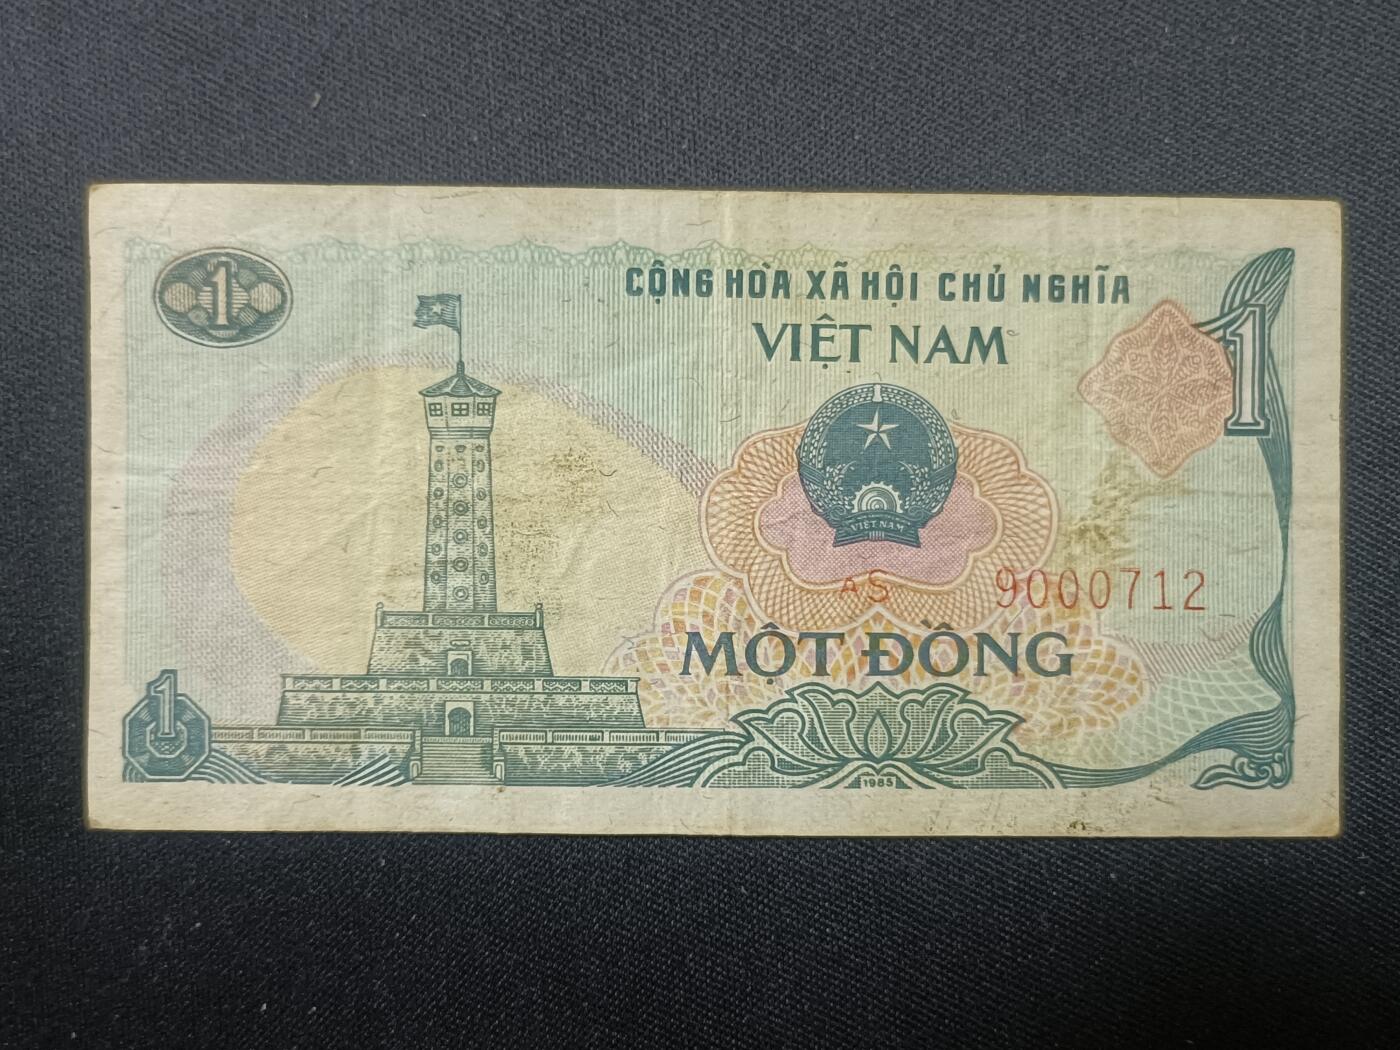 1
CỘNG HÒA XÃ HỘI CHỦ NGHĨA
VIỆT NAM
1
VIỆT NAM
AS 9000712
MỘT ĐỒNG
1
1985